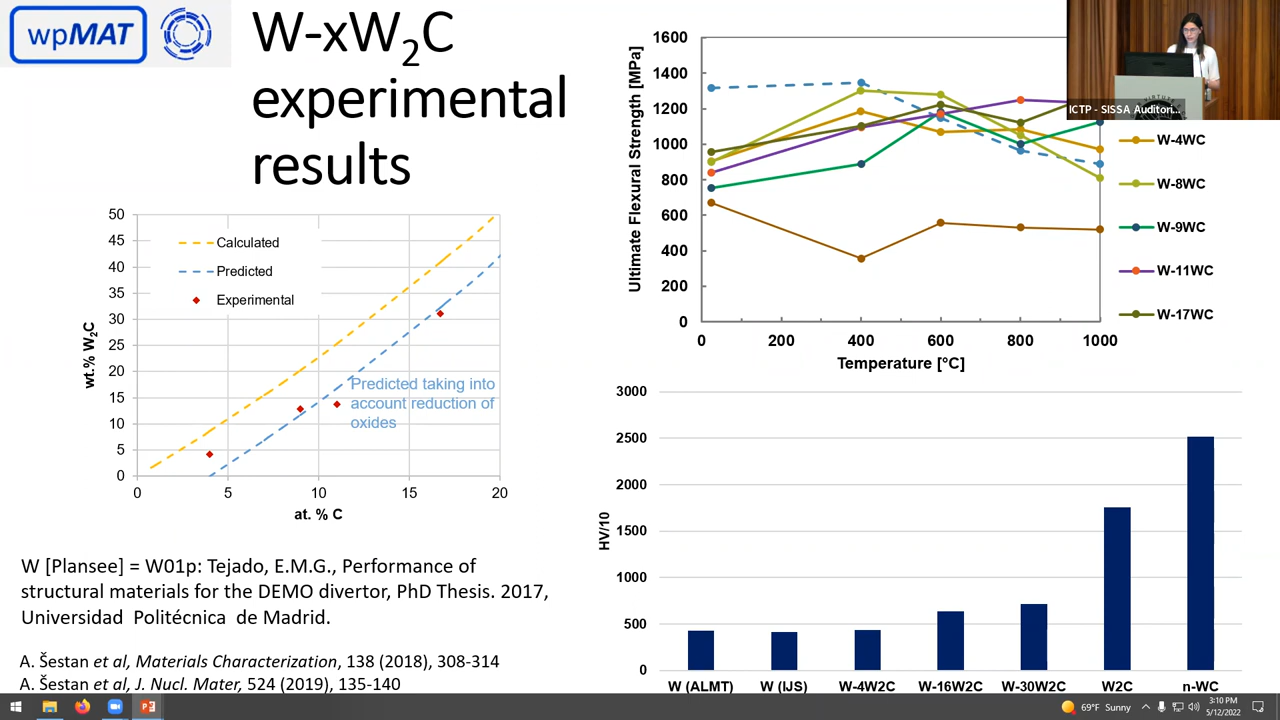 wpMAT
W-xW2C
experimental
results
50
45
40
35
30
25
20
15
10
5
0
wt.% W2C
Calculated
Predicted
Experimental
Predicted taking into
account reduction of
oxides
0 5 10 15 20
at. % C
W [Plansee] = W01p: Tejado, E.M.G., Performance of
structural materials for the DEMO divertor, PhD Thesis. 2017,
Universidad Politécnica de Madrid.
A. Šestan et al, Materials Characterization, 138 (2018), 308-314
A. Šestan et al, J. Nucl. Mater, 524 (2019), 135-140
1600
1400
1200
1000
800
600
400
200
0
Ultimate Flexural Strength [MPa]
0 200 400 600 800 1000
Temperature [°C]
ICTP - SISSA Auditori...
W-4WC
W-8WC
W-9WC
W-11WC
W-17WC
3000
2500
2000
1500
1000
500
0
HV/10
W (ALMT) W (IJS) W-4W2C W-16W2C W-30W2C W2C n-WC
69°F Sunny
3:10 PM
5/12/2022